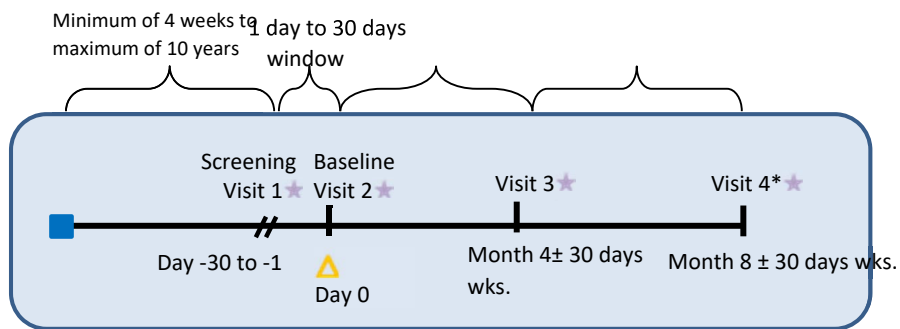 Minimum of 4 weeks to
maximum of 10 years
1 day to 30 days
window
Screening
Visit 1
Baseline
Visit 2
Visit 3
Visit 4*
Day -30 to -1
Day 0
Month 4± 30 days
wks.
Month 8 ± 30 days wks.